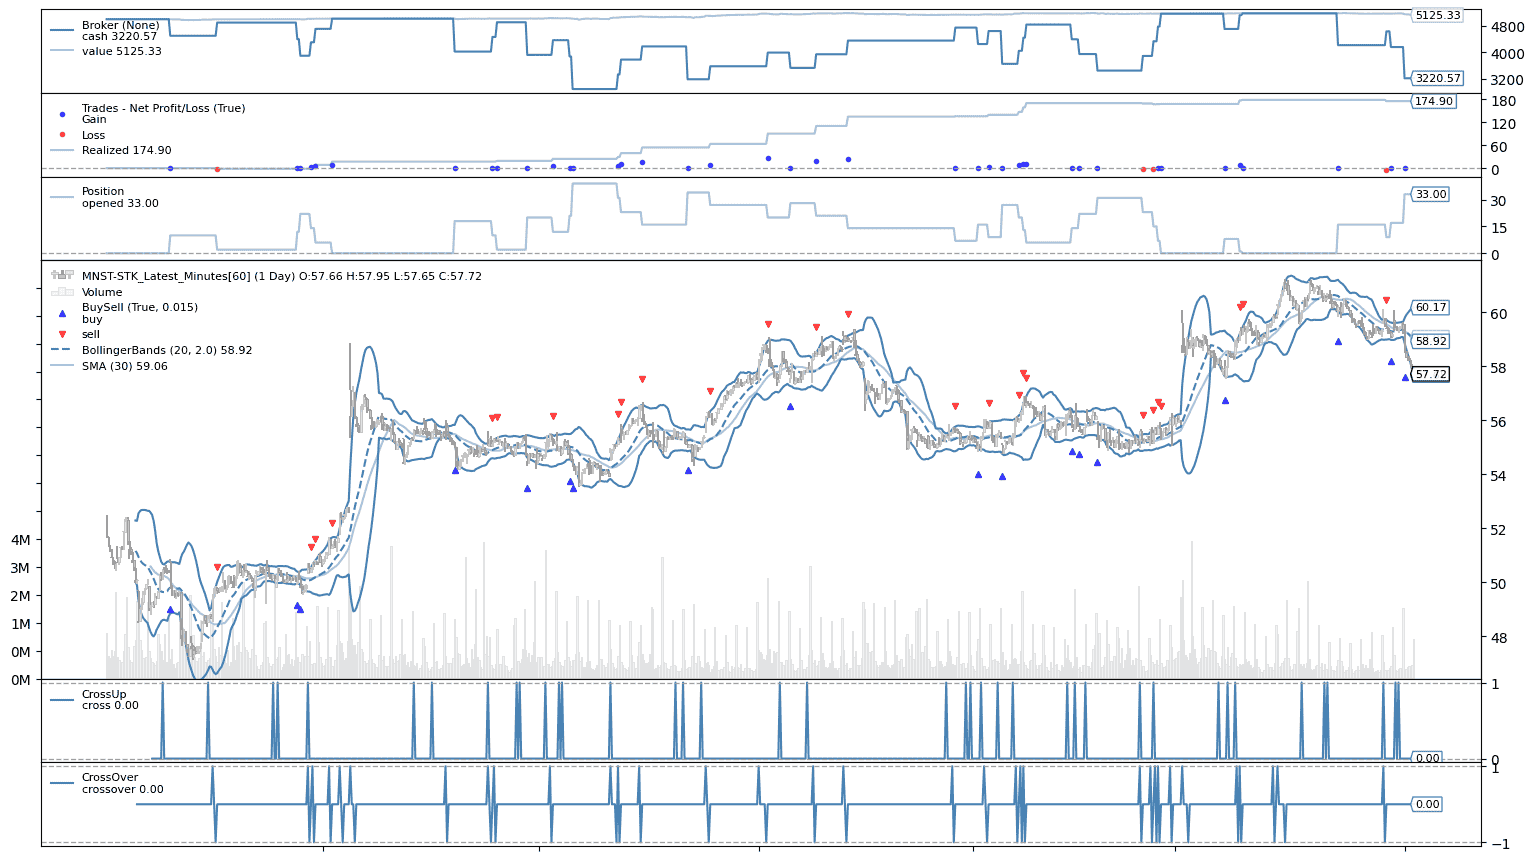 Broker (None)
cash 3220.57
value 5125.33
5125.33
4800
4000
3220.57
3200
Trades - Net Profit/Loss (True)
Gain
Loss
Realized 174.90
180
174.90
120
60
0
Position
opened 33.00
33.00
30
15
0
MNST-STK_Latest_Minutes[60] (1 Day) O:57.66 H:57.95 L:57.65 C:57.72
Volume
BuySell (True, 0.015)
buy
sell
BollingerBands (20, 2.0) 58.92
SMA (30) 59.06
60.17
60
58.92
58
57.72
56
54
52
50
48
4M
3M
2M
1M
0M
0M
CrossUp
cross 0.00
1
0.00
0
CrossOver
crossover 0.00
1
0.00
−1